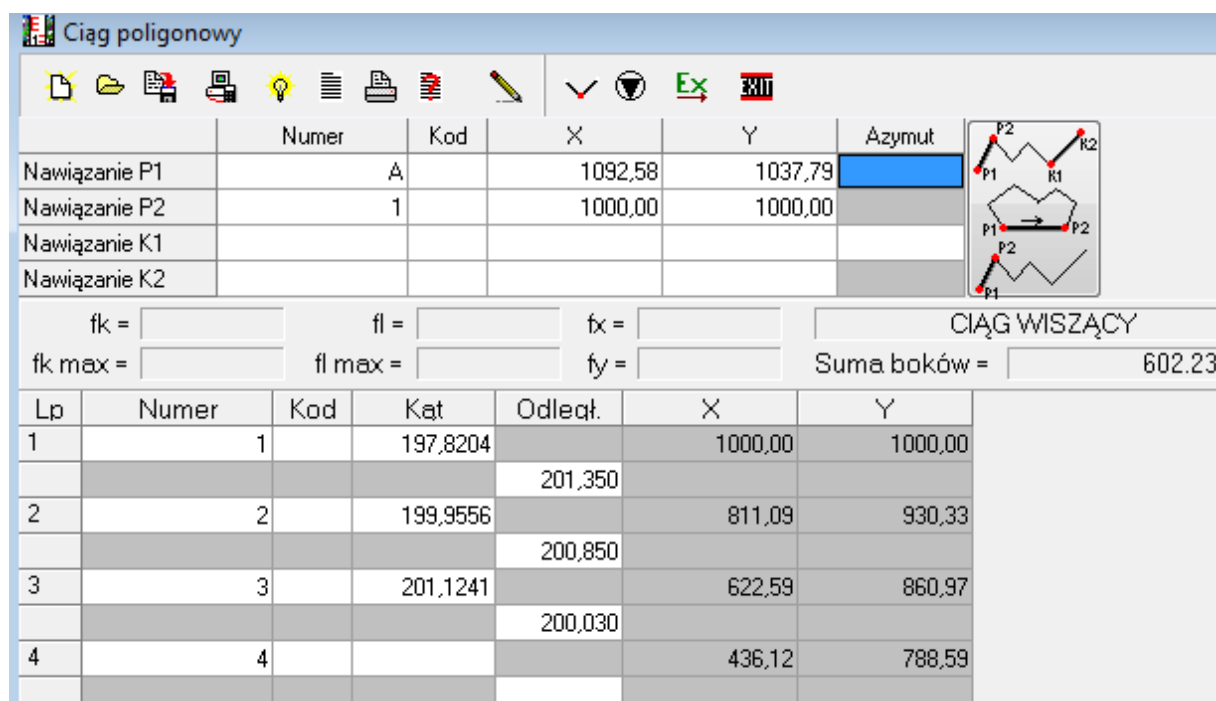 Ciąg poligonowy
Ex EXIT
Numer Kod X Y Azymut
Nawiązanie P1 A 1092,58 1037,79
Nawiązanie P2 1 1000,00 1000,00
Nawiązanie K1
Nawiązanie K2
P2 K2 P1 K1
P1 P2
P2 P1
fk = fl = fx = CIĄG WISZĄCY
fk max = fl max = fy = Suma boków = 602.23
Lp Numer Kod Kąt Odległ. X Y
1 1 197,8204 1000,00 1000,00
201,350
2 2 199,9556 811,09 930,33
200,850
3 3 201,1241 622,59 860,97
200,030
4 4 436,12 788,59